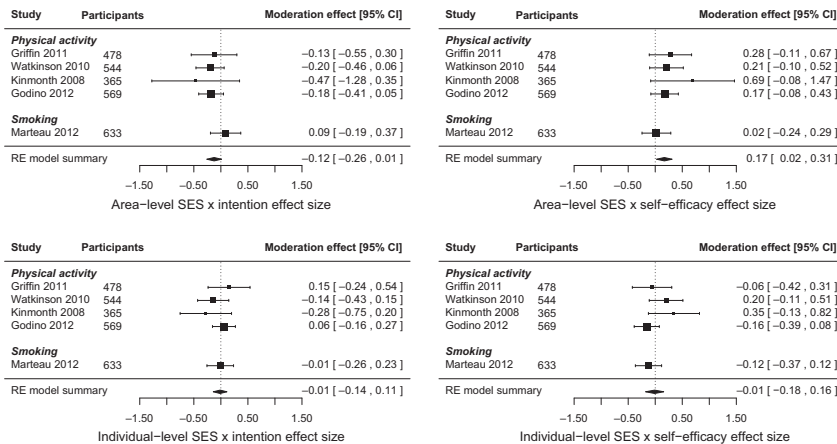 Study Participants Moderation effect [95% CI]
Physical activity
Griffin 2011 478 −0.13 [ −0.55 , 0.30 ]
Watkinson 2010 544 −0.20 [ −0.46 , 0.06 ]
Kinmonth 2008 365 −0.47 [ −1.28 , 0.35 ]
Godino 2012 569 −0.18 [ −0.41 , 0.05 ]
Smoking
Marteau 2012 633 0.09 [ −0.19 , 0.37 ]
RE model summary −0.12 [ −0.26 , 0.01 ]
−1.50 −0.50 0.50 1.50
Area−level SES x intention effect size
Study Participants Moderation effect [95% CI]
Physical activity
Griffin 2011 478 0.28 [ −0.11 , 0.67 ]
Watkinson 2010 544 0.21 [ −0.10 , 0.52 ]
Kinmonth 2008 365 0.69 [ −0.08 , 1.47 ]
Godino 2012 569 0.17 [ −0.08 , 0.43 ]
Smoking
Marteau 2012 633 0.02 [ −0.24 , 0.29 ]
RE model summary 0.17 [ 0.02 , 0.31 ]
−1.50 −0.50 0.50 1.50
Area−level SES x self−efficacy effect size
Study Participants Moderation effect [95% CI]
Physical activity
Griffin 2011 478 0.15 [ −0.24 , 0.54 ]
Watkinson 2010 544 −0.14 [ −0.43 , 0.15 ]
Kinmonth 2008 365 −0.28 [ −0.75 , 0.20 ]
Godino 2012 569 0.06 [ −0.16 , 0.27 ]
Smoking
Marteau 2012 633 −0.01 [ −0.26 , 0.23 ]
RE model summary −0.01 [ −0.14 , 0.11 ]
−1.50 −0.50 0.50 1.50
Individual−level SES x intention effect size
Study Participants Moderation effect [95% CI]
Physical activity
Griffin 2011 478 −0.06 [ −0.42 , 0.31 ]
Watkinson 2010 544 0.20 [ −0.11 , 0.51 ]
Kinmonth 2008 365 0.35 [ −0.13 , 0.82 ]
Godino 2012 569 −0.16 [ −0.39 , 0.08 ]
Smoking
Marteau 2012 633 −0.12 [ −0.37 , 0.12 ]
RE model summary −0.01 [ −0.18 , 0.16 ]
−1.50 −0.50 0.50 1.50
Individual−level SES x self−efficacy effect size